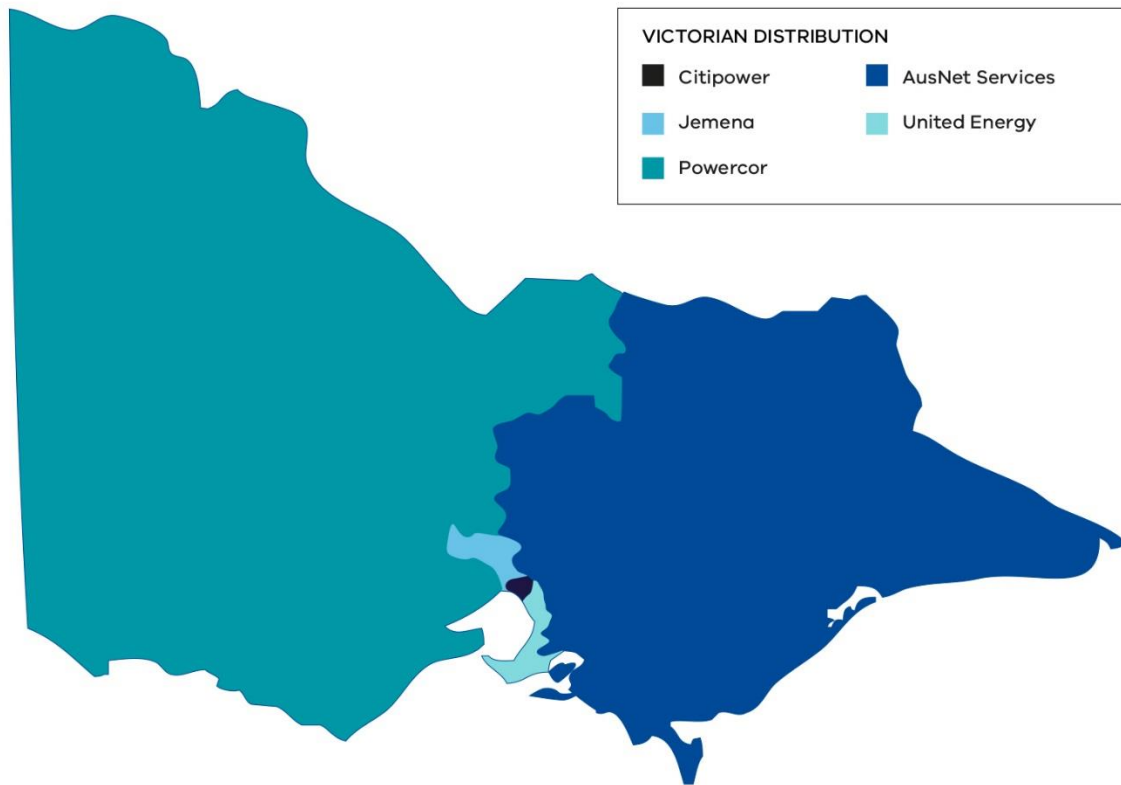 VICTORIAN DISTRIBUTION
Citipower
AusNet Services
Jemena
United Energy
Powercor